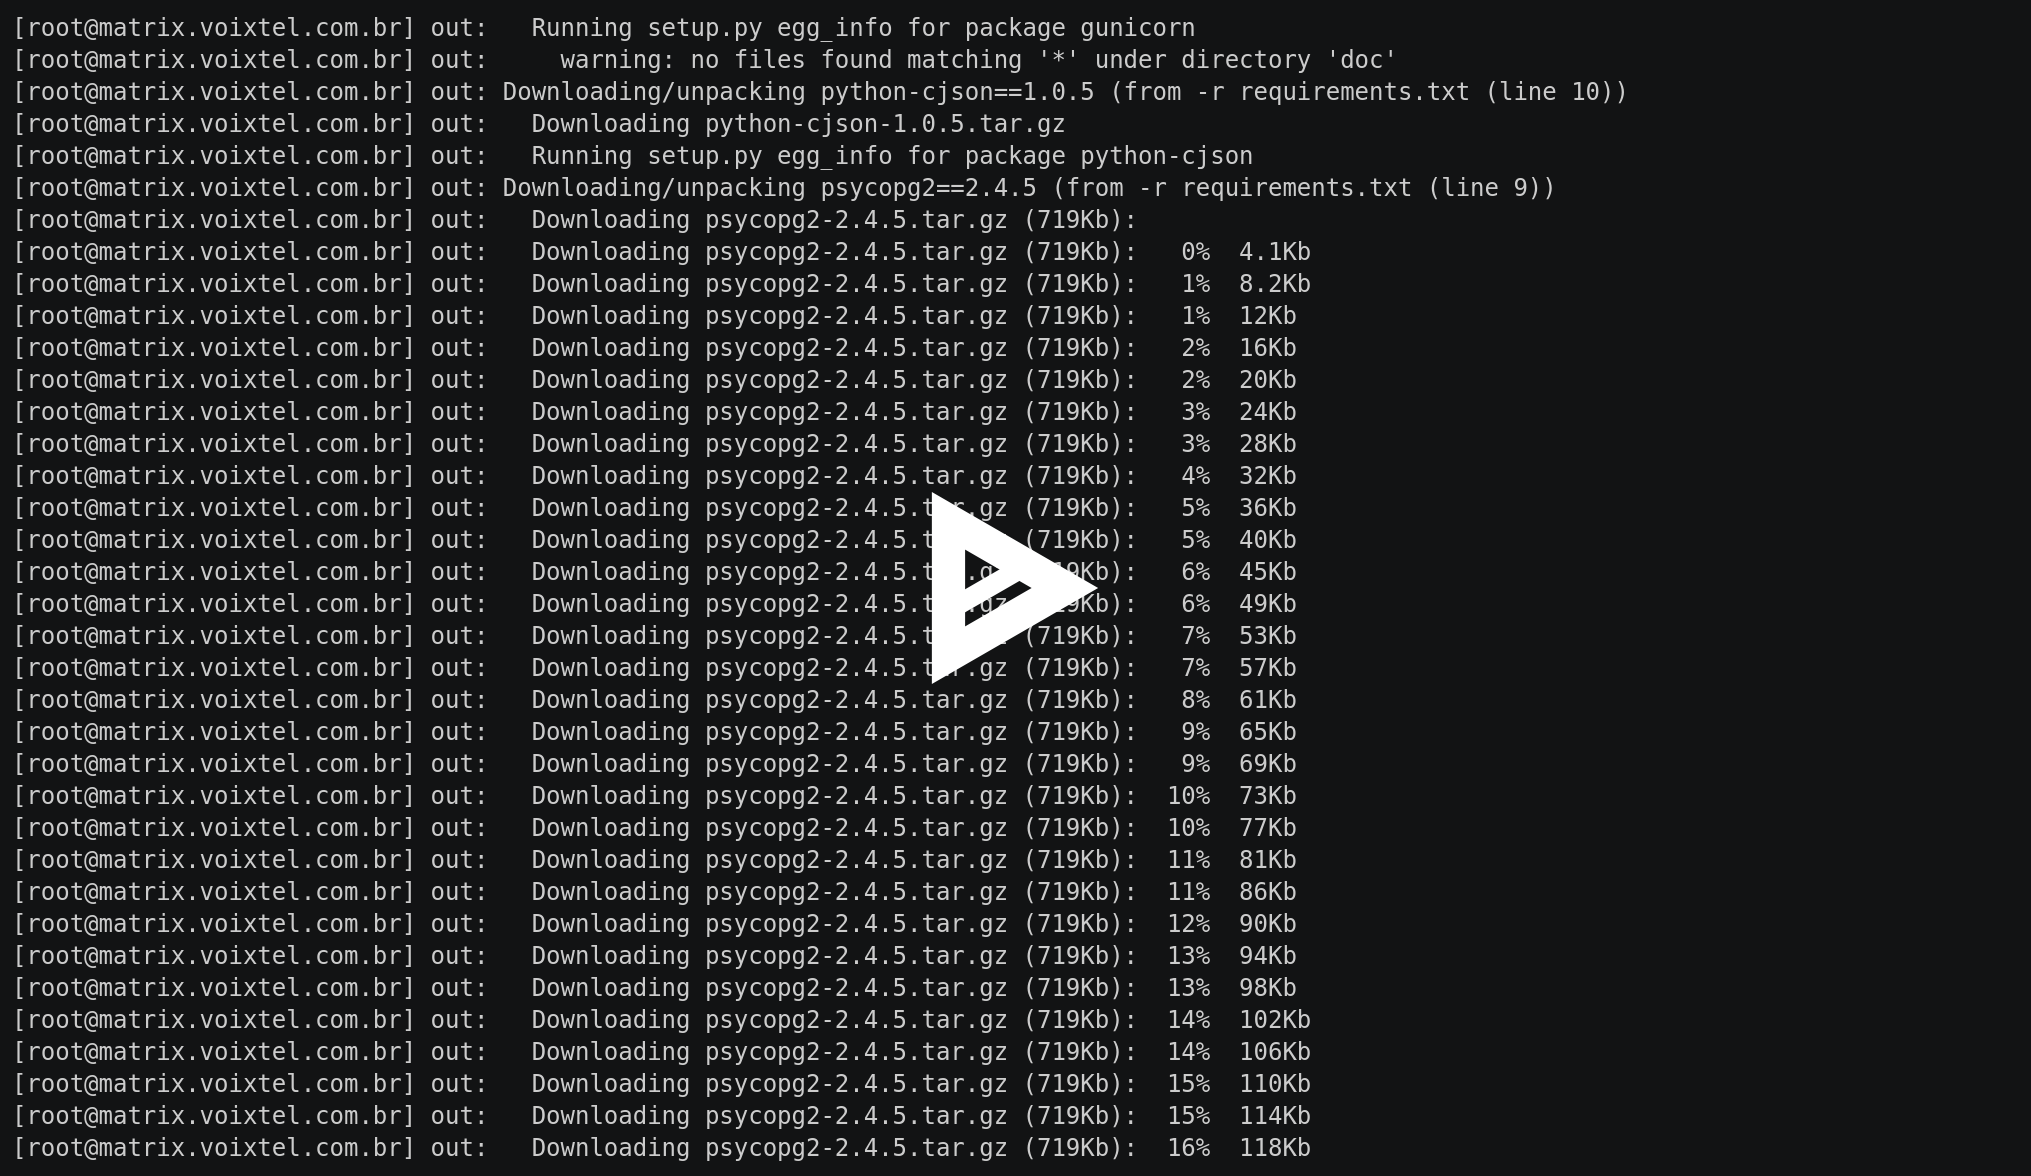 [root@matrix.voixtel.com.br] out:   Running setup.py egg_info for package gunicorn
[root@matrix.voixtel.com.br] out:     warning: no files found matching '*' under directory 'doc'
[root@matrix.voixtel.com.br] out: Downloading/unpacking python-cjson==1.0.5 (from -r requirements.txt (line 10))
[root@matrix.voixtel.com.br] out:   Downloading python-cjson-1.0.5.tar.gz
[root@matrix.voixtel.com.br] out:   Running setup.py egg_info for package python-cjson
[root@matrix.voixtel.com.br] out: Downloading/unpacking psycopg2==2.4.5 (from -r requirements.txt (line 9))
[root@matrix.voixtel.com.br] out:   Downloading psycopg2-2.4.5.tar.gz (719Kb):
[root@matrix.voixtel.com.br] out:   Downloading psycopg2-2.4.5.tar.gz (719Kb):   0%  4.1Kb
[root@matrix.voixtel.com.br] out:   Downloading psycopg2-2.4.5.tar.gz (719Kb):   1%  8.2Kb
[root@matrix.voixtel.com.br] out:   Downloading psycopg2-2.4.5.tar.gz (719Kb):   1%  12Kb
[root@matrix.voixtel.com.br] out:   Downloading psycopg2-2.4.5.tar.gz (719Kb):   2%  16Kb
[root@matrix.voixtel.com.br] out:   Downloading psycopg2-2.4.5.tar.gz (719Kb):   2%  20Kb
[root@matrix.voixtel.com.br] out:   Downloading psycopg2-2.4.5.tar.gz (719Kb):   3%  24Kb
[root@matrix.voixtel.com.br] out:   Downloading psycopg2-2.4.5.tar.gz (719Kb):   3%  28Kb
[root@matrix.voixtel.com.br] out:   Downloading psycopg2-2.4.5.tar.gz (719Kb):   4%  32Kb
[root@matrix.voixtel.com.br] out:   Downloading psycopg2-2.4.5.tar.gz (719Kb):   5%  36Kb
[root@matrix.voixtel.com.br] out:   Downloading psycopg2-2.4.5.tar.gz (719Kb):   5%  40Kb
[root@matrix.voixtel.com.br] out:   Downloading psycopg2-2.4.5.tar.gz (719Kb):   6%  45Kb
[root@matrix.voixtel.com.br] out:   Downloading psycopg2-2.4.5.tar.gz (719Kb):   6%  49Kb
[root@matrix.voixtel.com.br] out:   Downloading psycopg2-2.4.5.tar.gz (719Kb):   7%  53Kb
[root@matrix.voixtel.com.br] out:   Downloading psycopg2-2.4.5.tar.gz (719Kb):   7%  57Kb
[root@matrix.voixtel.com.br] out:   Downloading psycopg2-2.4.5.tar.gz (719Kb):   8%  61Kb
[root@matrix.voixtel.com.br] out:   Downloading psycopg2-2.4.5.tar.gz (719Kb):   9%  65Kb
[root@matrix.voixtel.com.br] out:   Downloading psycopg2-2.4.5.tar.gz (719Kb):   9%  69Kb
[root@matrix.voixtel.com.br] out:   Downloading psycopg2-2.4.5.tar.gz (719Kb):  10%  73Kb
[root@matrix.voixtel.com.br] out:   Downloading psycopg2-2.4.5.tar.gz (719Kb):  10%  77Kb
[root@matrix.voixtel.com.br] out:   Downloading psycopg2-2.4.5.tar.gz (719Kb):  11%  81Kb
[root@matrix.voixtel.com.br] out:   Downloading psycopg2-2.4.5.tar.gz (719Kb):  11%  86Kb
[root@matrix.voixtel.com.br] out:   Downloading psycopg2-2.4.5.tar.gz (719Kb):  12%  90Kb
[root@matrix.voixtel.com.br] out:   Downloading psycopg2-2.4.5.tar.gz (719Kb):  13%  94Kb
[root@matrix.voixtel.com.br] out:   Downloading psycopg2-2.4.5.tar.gz (719Kb):  13%  98Kb
[root@matrix.voixtel.com.br] out:   Downloading psycopg2-2.4.5.tar.gz (719Kb):  14%  102Kb
[root@matrix.voixtel.com.br] out:   Downloading psycopg2-2.4.5.tar.gz (719Kb):  14%  106Kb
[root@matrix.voixtel.com.br] out:   Downloading psycopg2-2.4.5.tar.gz (719Kb):  15%  110Kb
[root@matrix.voixtel.com.br] out:   Downloading psycopg2-2.4.5.tar.gz (719Kb):  15%  114Kb
[root@matrix.voixtel.com.br] out:   Downloading psycopg2-2.4.5.tar.gz (719Kb):  16%  118Kb